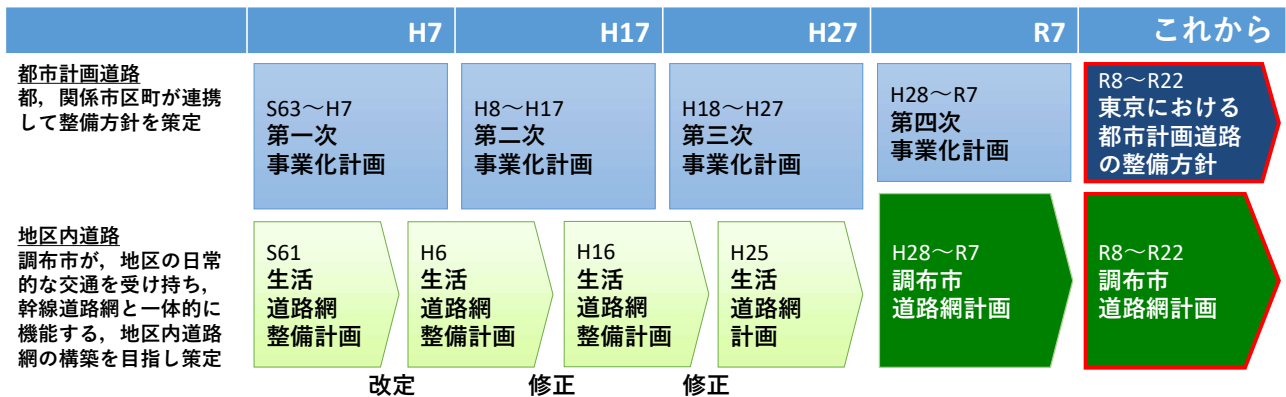 H7
H17
H27
R7
これから
都市計画道路
都，関係市区町が連携
して整備方針を策定
S63～H7
第一次
事業化計画
H8～H17
第二次
事業化計画
H18～H27
第三次
事業化計画
H28～R7
第四次
事業化計画
R8～R22
東京における
都市計画道路
の整備方針
地区内道路
調布市が，地区の日常
的な交通を受け持ち，
幹線道路網と一体的に
機能する，地区内道路
網の構築を目指し策定
S61
生活
道路網
整備計画
H6
生活
道路網
整備計画
H16
生活
道路網
整備計画
H25
生活
道路網
計画
H28～R7
調布市
道路網計画
R8～R22
調布市
道路網計画
改定
修正
修正